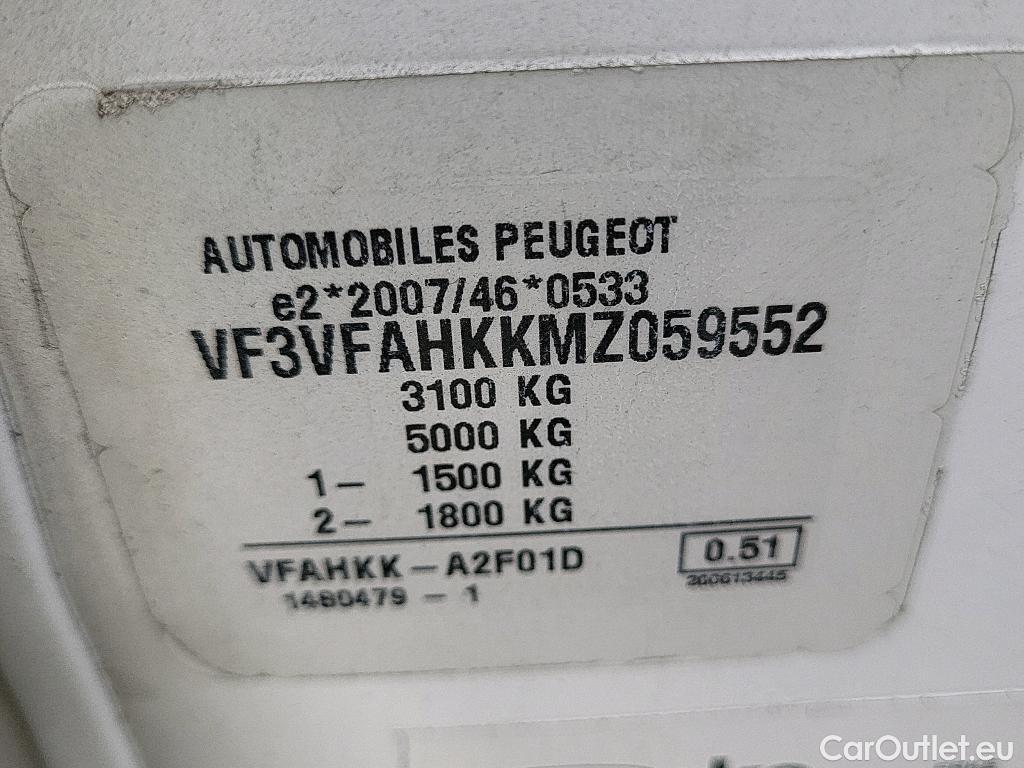 AUTOMOBILES PEUGEOT
e2*2007/46*0533
VF3VFAHKKMZ059552
3100 KG
5000 KG
1- 1500 KG
2- 1800 KG
VFAHKK-A2F01D
0.51
1480479 - 1
CarOutlet.eu